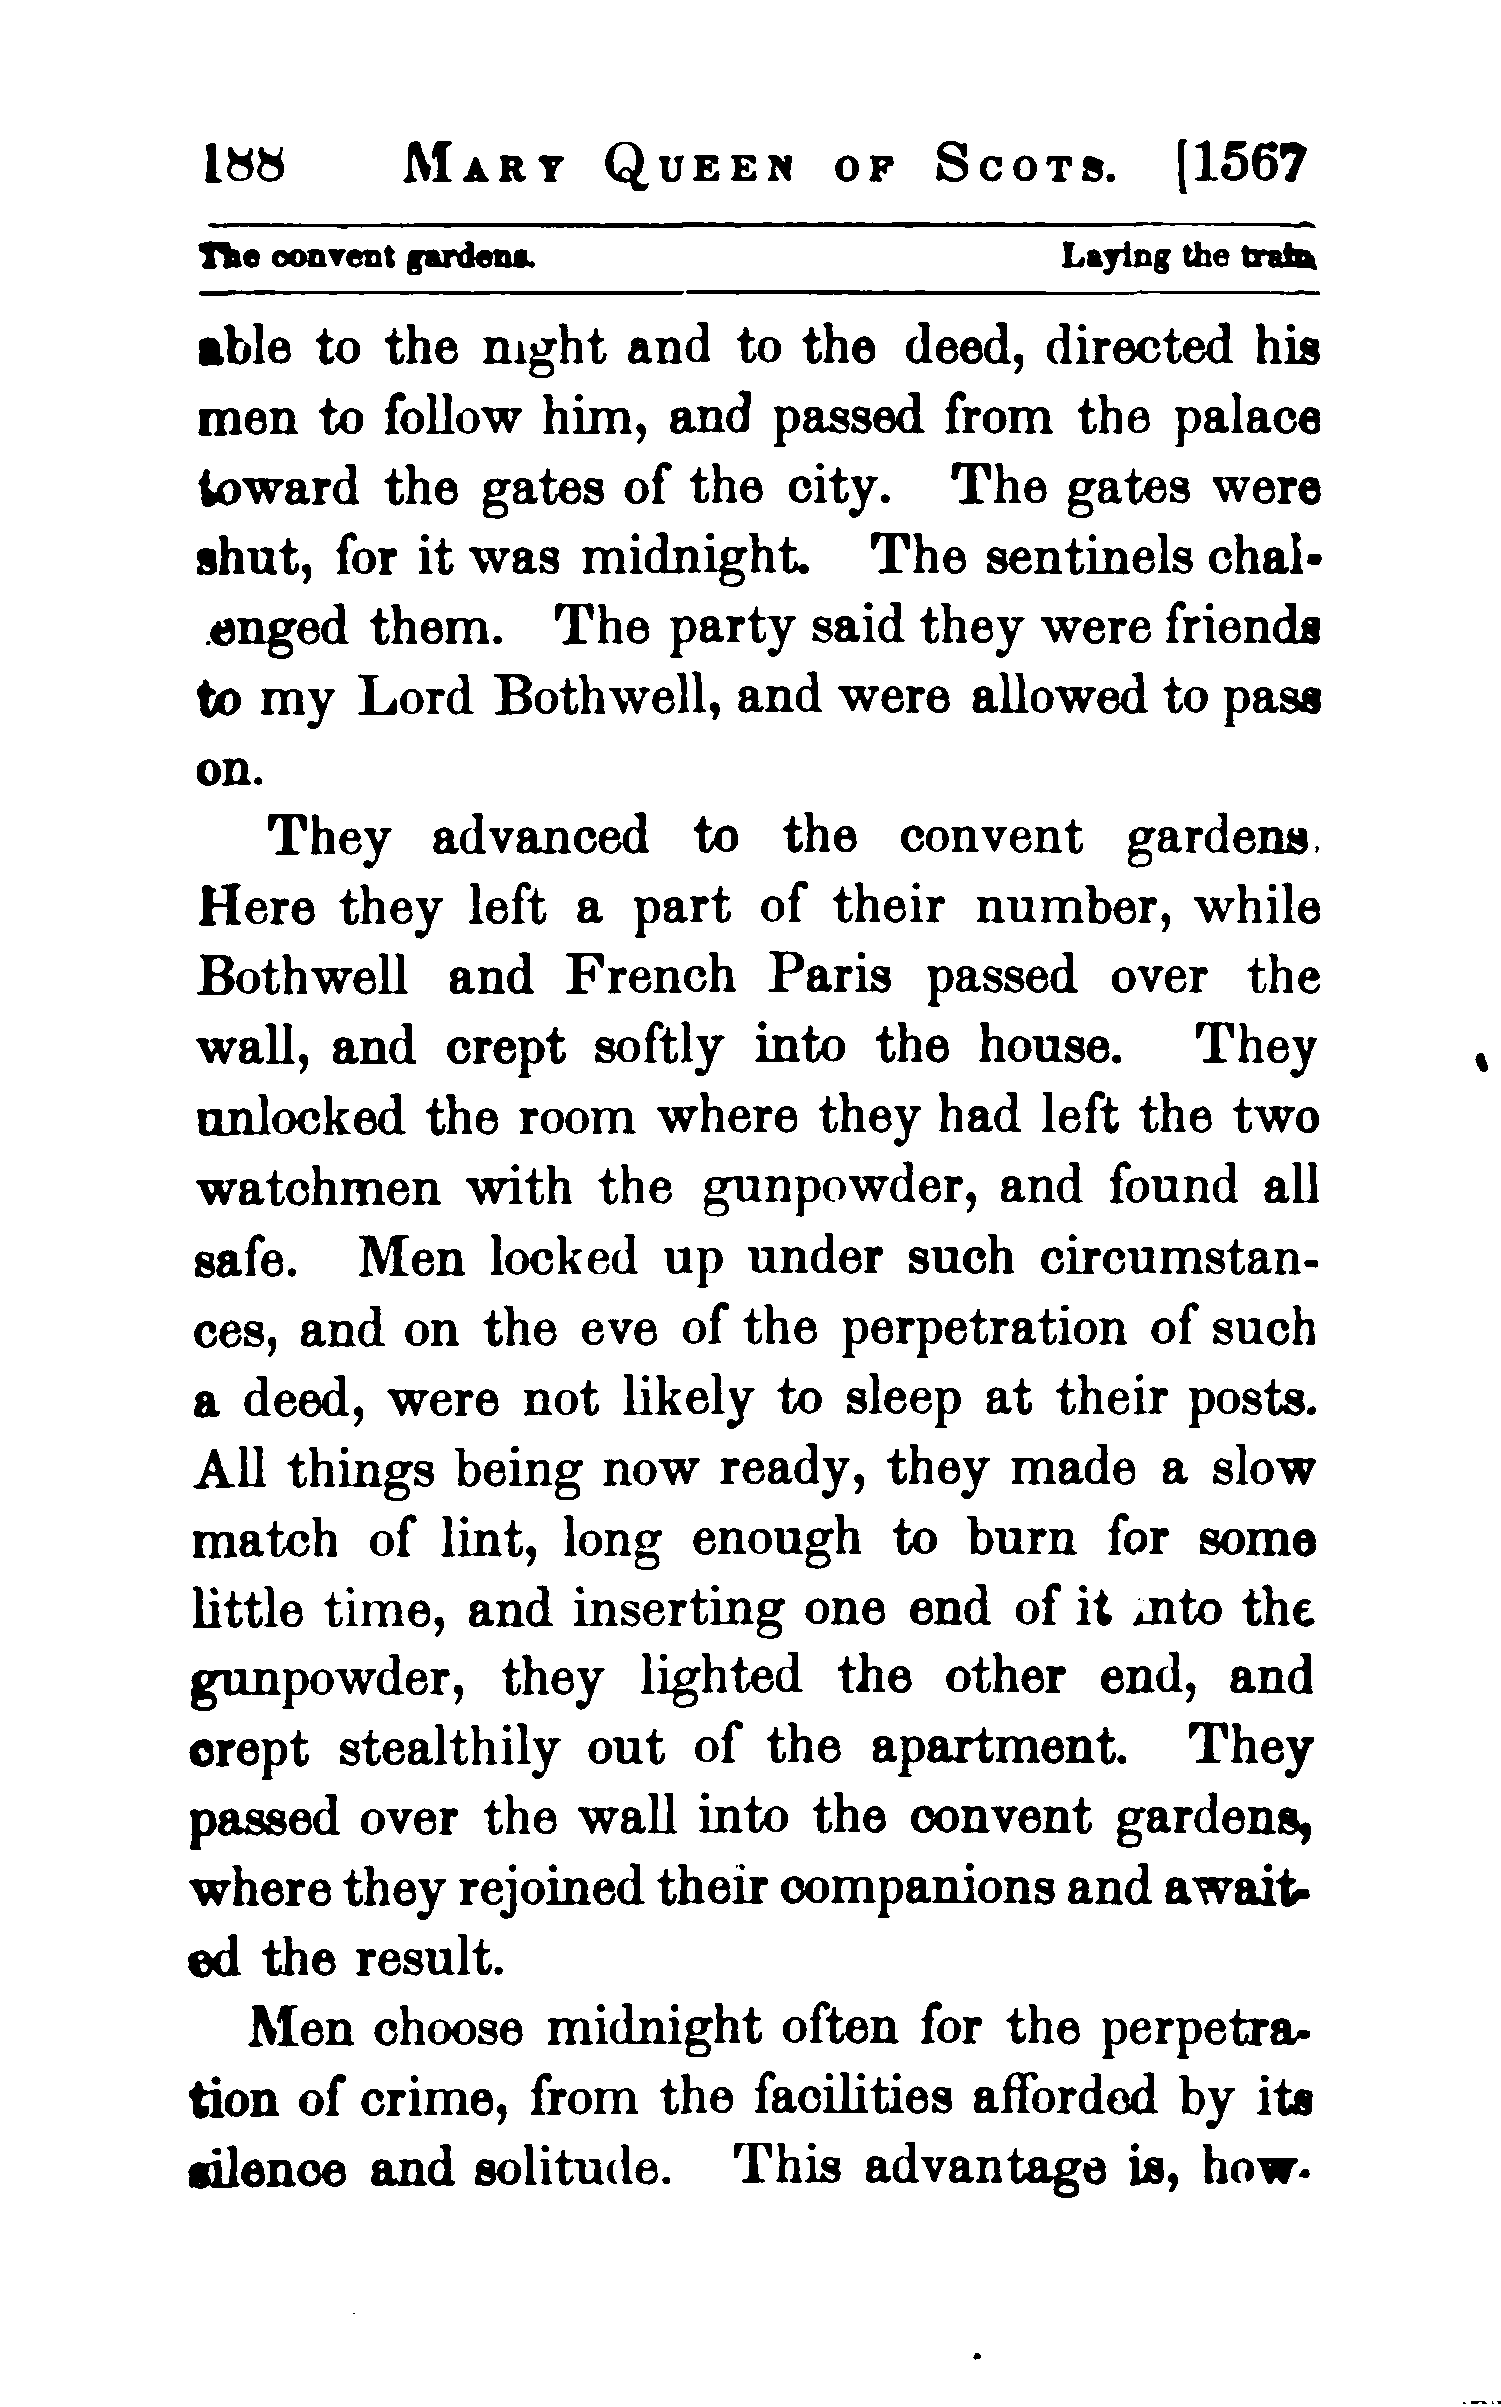 188 MARY QUEEN OF SCOTS. [1567
The convent gardens. Laying the train
able to the night and to the deed, directed his
men to follow him, and passed from the palace
toward the gates of the city. The gates were
shut, for it was midnight. The sentinels chal-
enged them. The party said they were friends
to my Lord Bothwell, and were allowed to pass
on.
They advanced to the convent gardens.
Here they left a part of their number, while
Bothwell and French Paris passed over the
wall, and crept softly into the house. They
unlocked the room where they had left the two
watchmen with the gunpowder, and found all
safe. Men locked up under such circumstan-
ces, and on the eve of the perpetration of such
a deed, were not likely to sleep at their posts.
All things being now ready, they made a slow
match of lint, long enough to burn for some
little time, and inserting one end of it into the
gunpowder, they lighted the other end, and
crept stealthily out of the apartment. They
passed over the wall into the convent gardens,
where they rejoined their companions and await-
ed the result.
Men choose midnight often for the perpetra-
tion of crime, from the facilities afforded by its
silence and solitude. This advantage is, how-